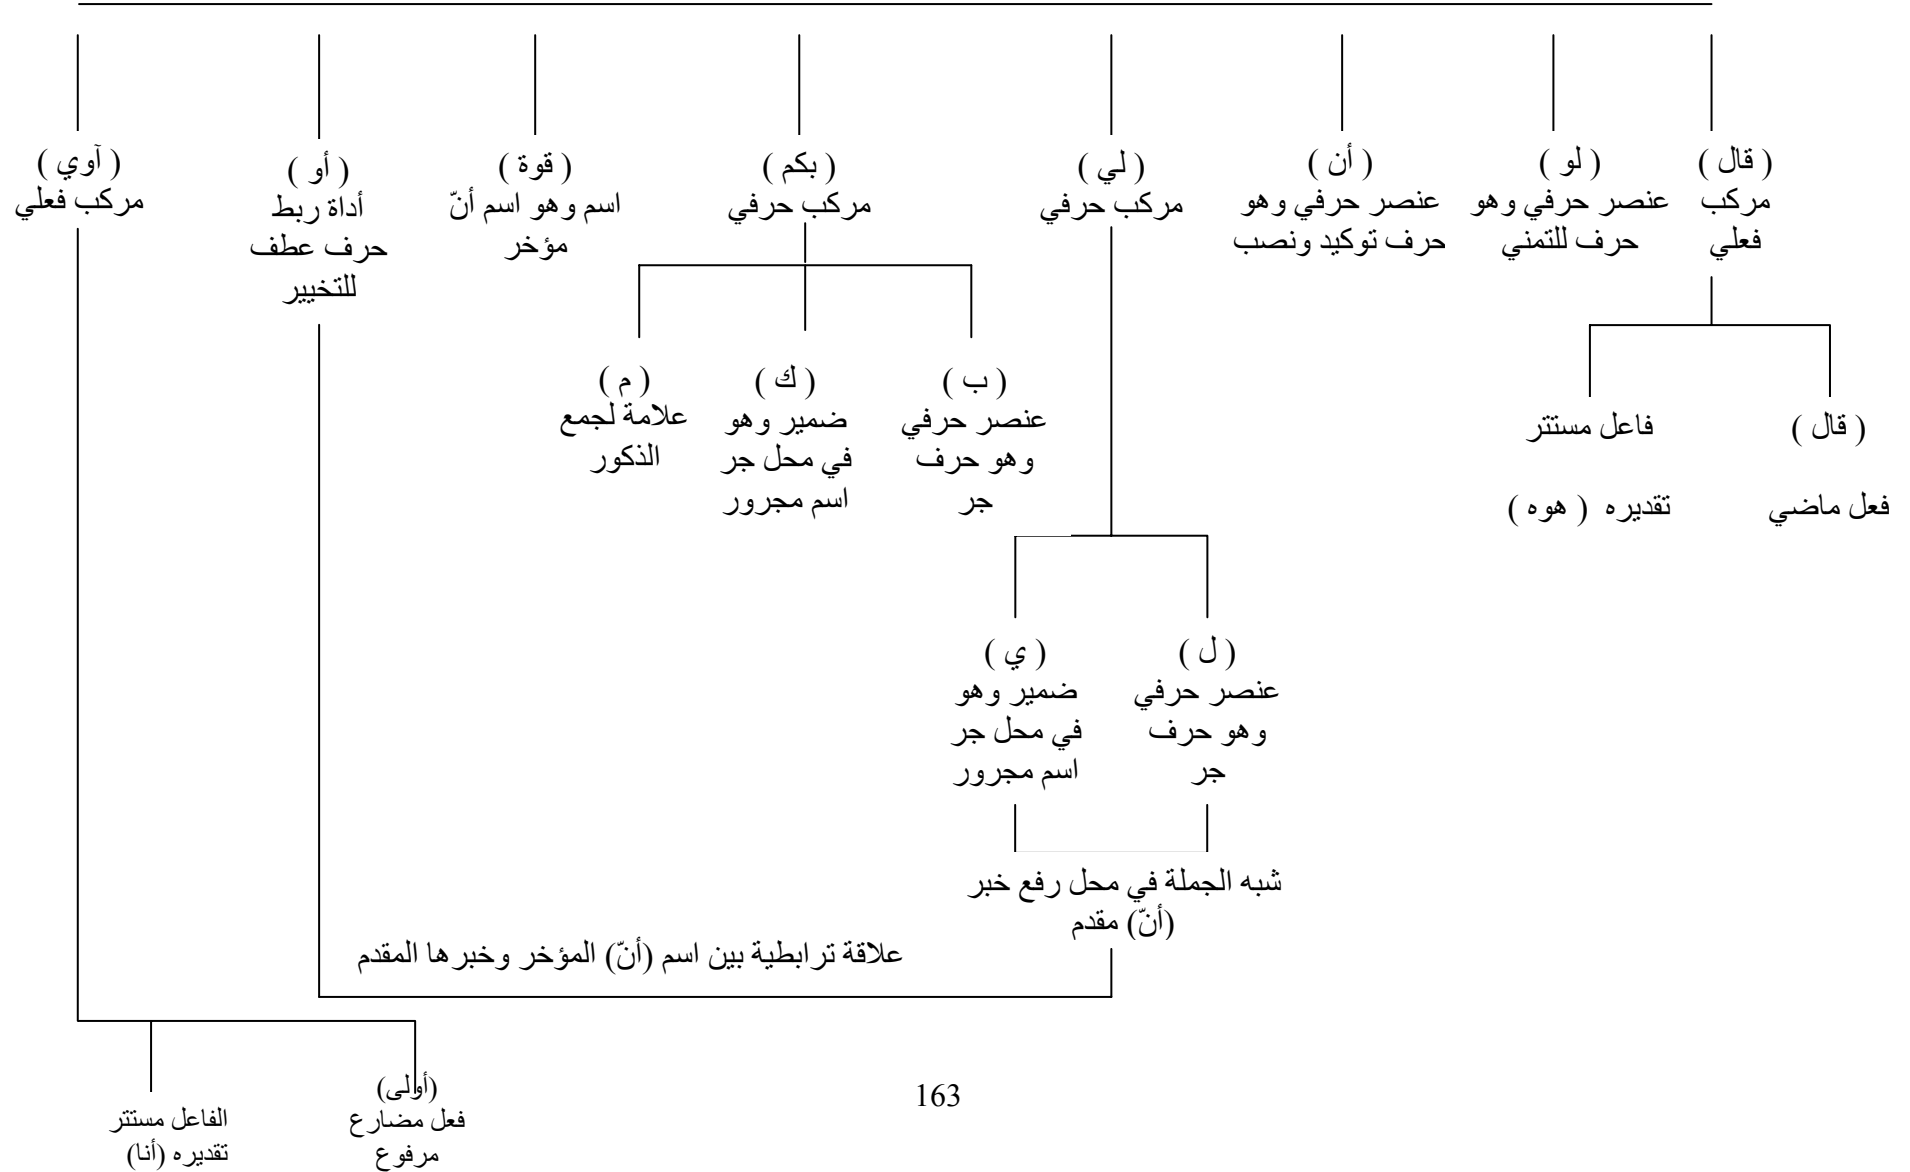 ( قال )
مركب
فعلي
( لو )
عنصر حرفي وهو
حرف للتمني
( أن )
عنصر حرفي وهو
حرف توكيد ونصب
( لي )
مركب حرفي
( بكم )
مركب حرفي
( قوة )
اسم وهو اسم أنّ
مؤخر
( أو )
أداة ربط
حرف عطف
للتخيير
( آوي )
مركب فعلي
( قال )
فعل ماضي
فاعل مستتر
تقديره ( هوه )
( ب )
عنصر حرفي
وهو حرف
جر
( ك )
ضمير وهو
في محل جر
اسم مجرور
( م )
علامة لجمع
الذكور
( ل )
عنصر حرفي
وهو حرف
جر
( ي )
ضمير وهو
في محل جر
اسم مجرور
شبه الجملة في محل رفع خبر
(أنّ) مقدم
علاقة ترابطية بين اسم (أنّ) المؤخر وخبرها المقدم
(أولى)
فعل مضارع
مرفوع
الفاعل مستتر
تقديره (أنا)
163